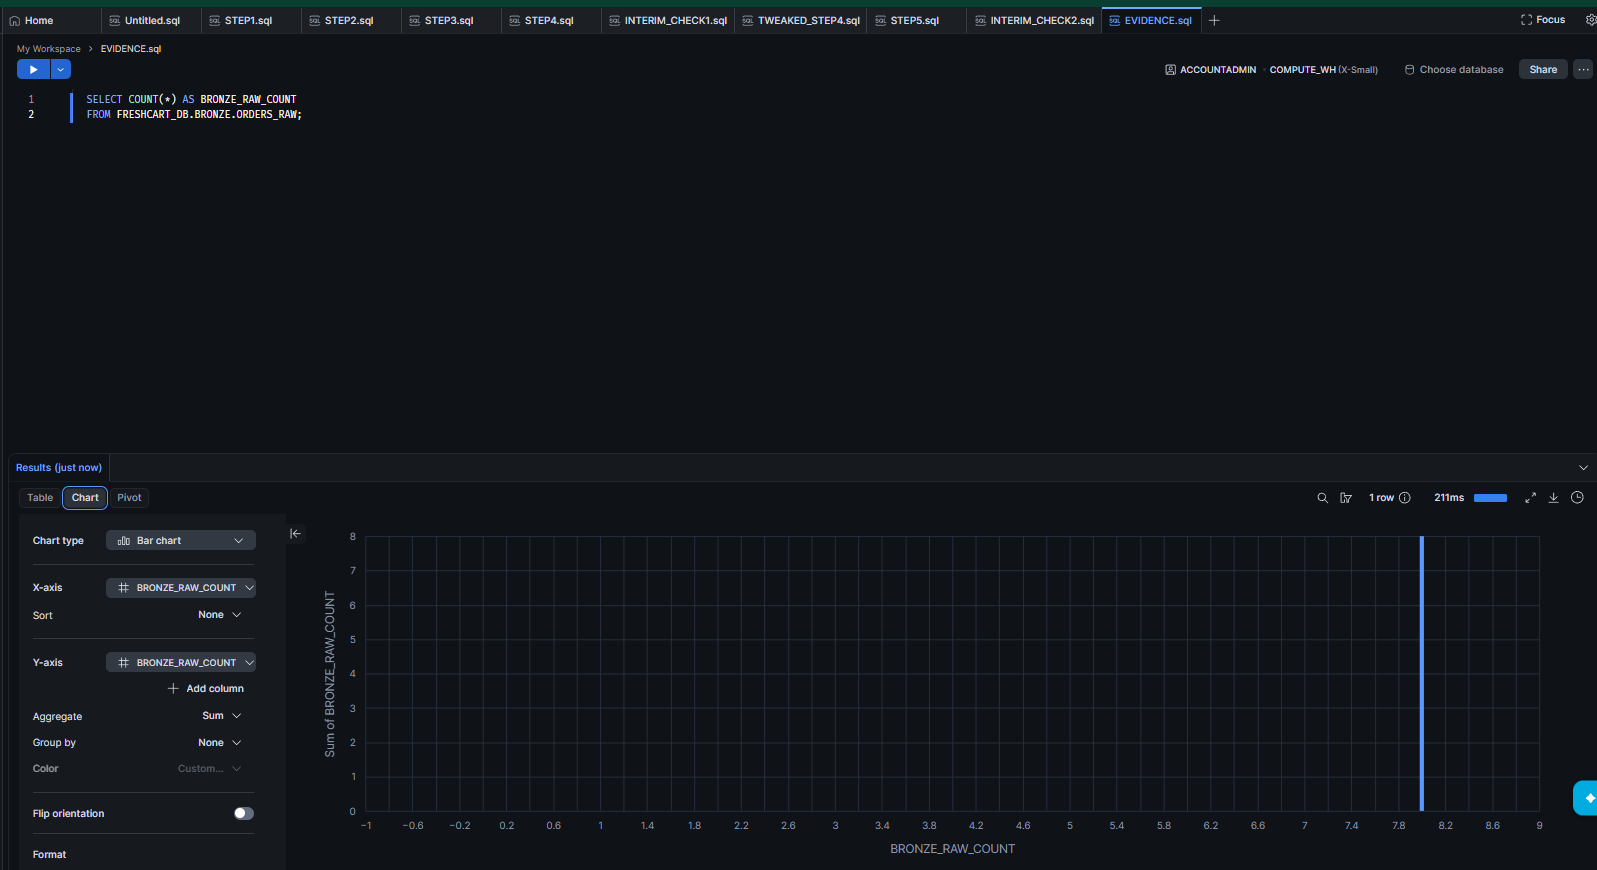 Home Untitled.sql STEP1.sql STEP2.sql STEP3.sql STEP4.sql INTERIM_CHECK1.sql TWEAKED_STEP4.sql STEP5.sql INTERIM_CHECK2.sql EVIDENCE.sql Focus
My Workspace > EVIDENCE.sql
ACCOUNTADMIN · COMPUTE_WH (X-Small) Choose database Share
1 SELECT COUNT(*) AS BRONZE_RAW_COUNT
2 FROM FRESHCART_DB.BRONZE.ORDERS_RAW;
Results (just now)
Table Chart Pivot 1 row 211ms
Chart type Bar chart
X-axis BRONZE_RAW_COUNT
Sort None
Y-axis BRONZE_RAW_COUNT
Add column
Aggregate Sum
Group by None
Color Custom...
Flip orientation
Format
Sum of BRONZE_RAW_COUNT
8
7
6
5
4
3
2
1
0
−1 −0.6 −0.2 0.2 0.6 1 1.4 1.8 2.2 2.6 3 3.4 3.8 4.2 4.6 5 5.4 5.8 6.2 6.6 7 7.4 7.8 8.2 8.6 9
BRONZE_RAW_COUNT